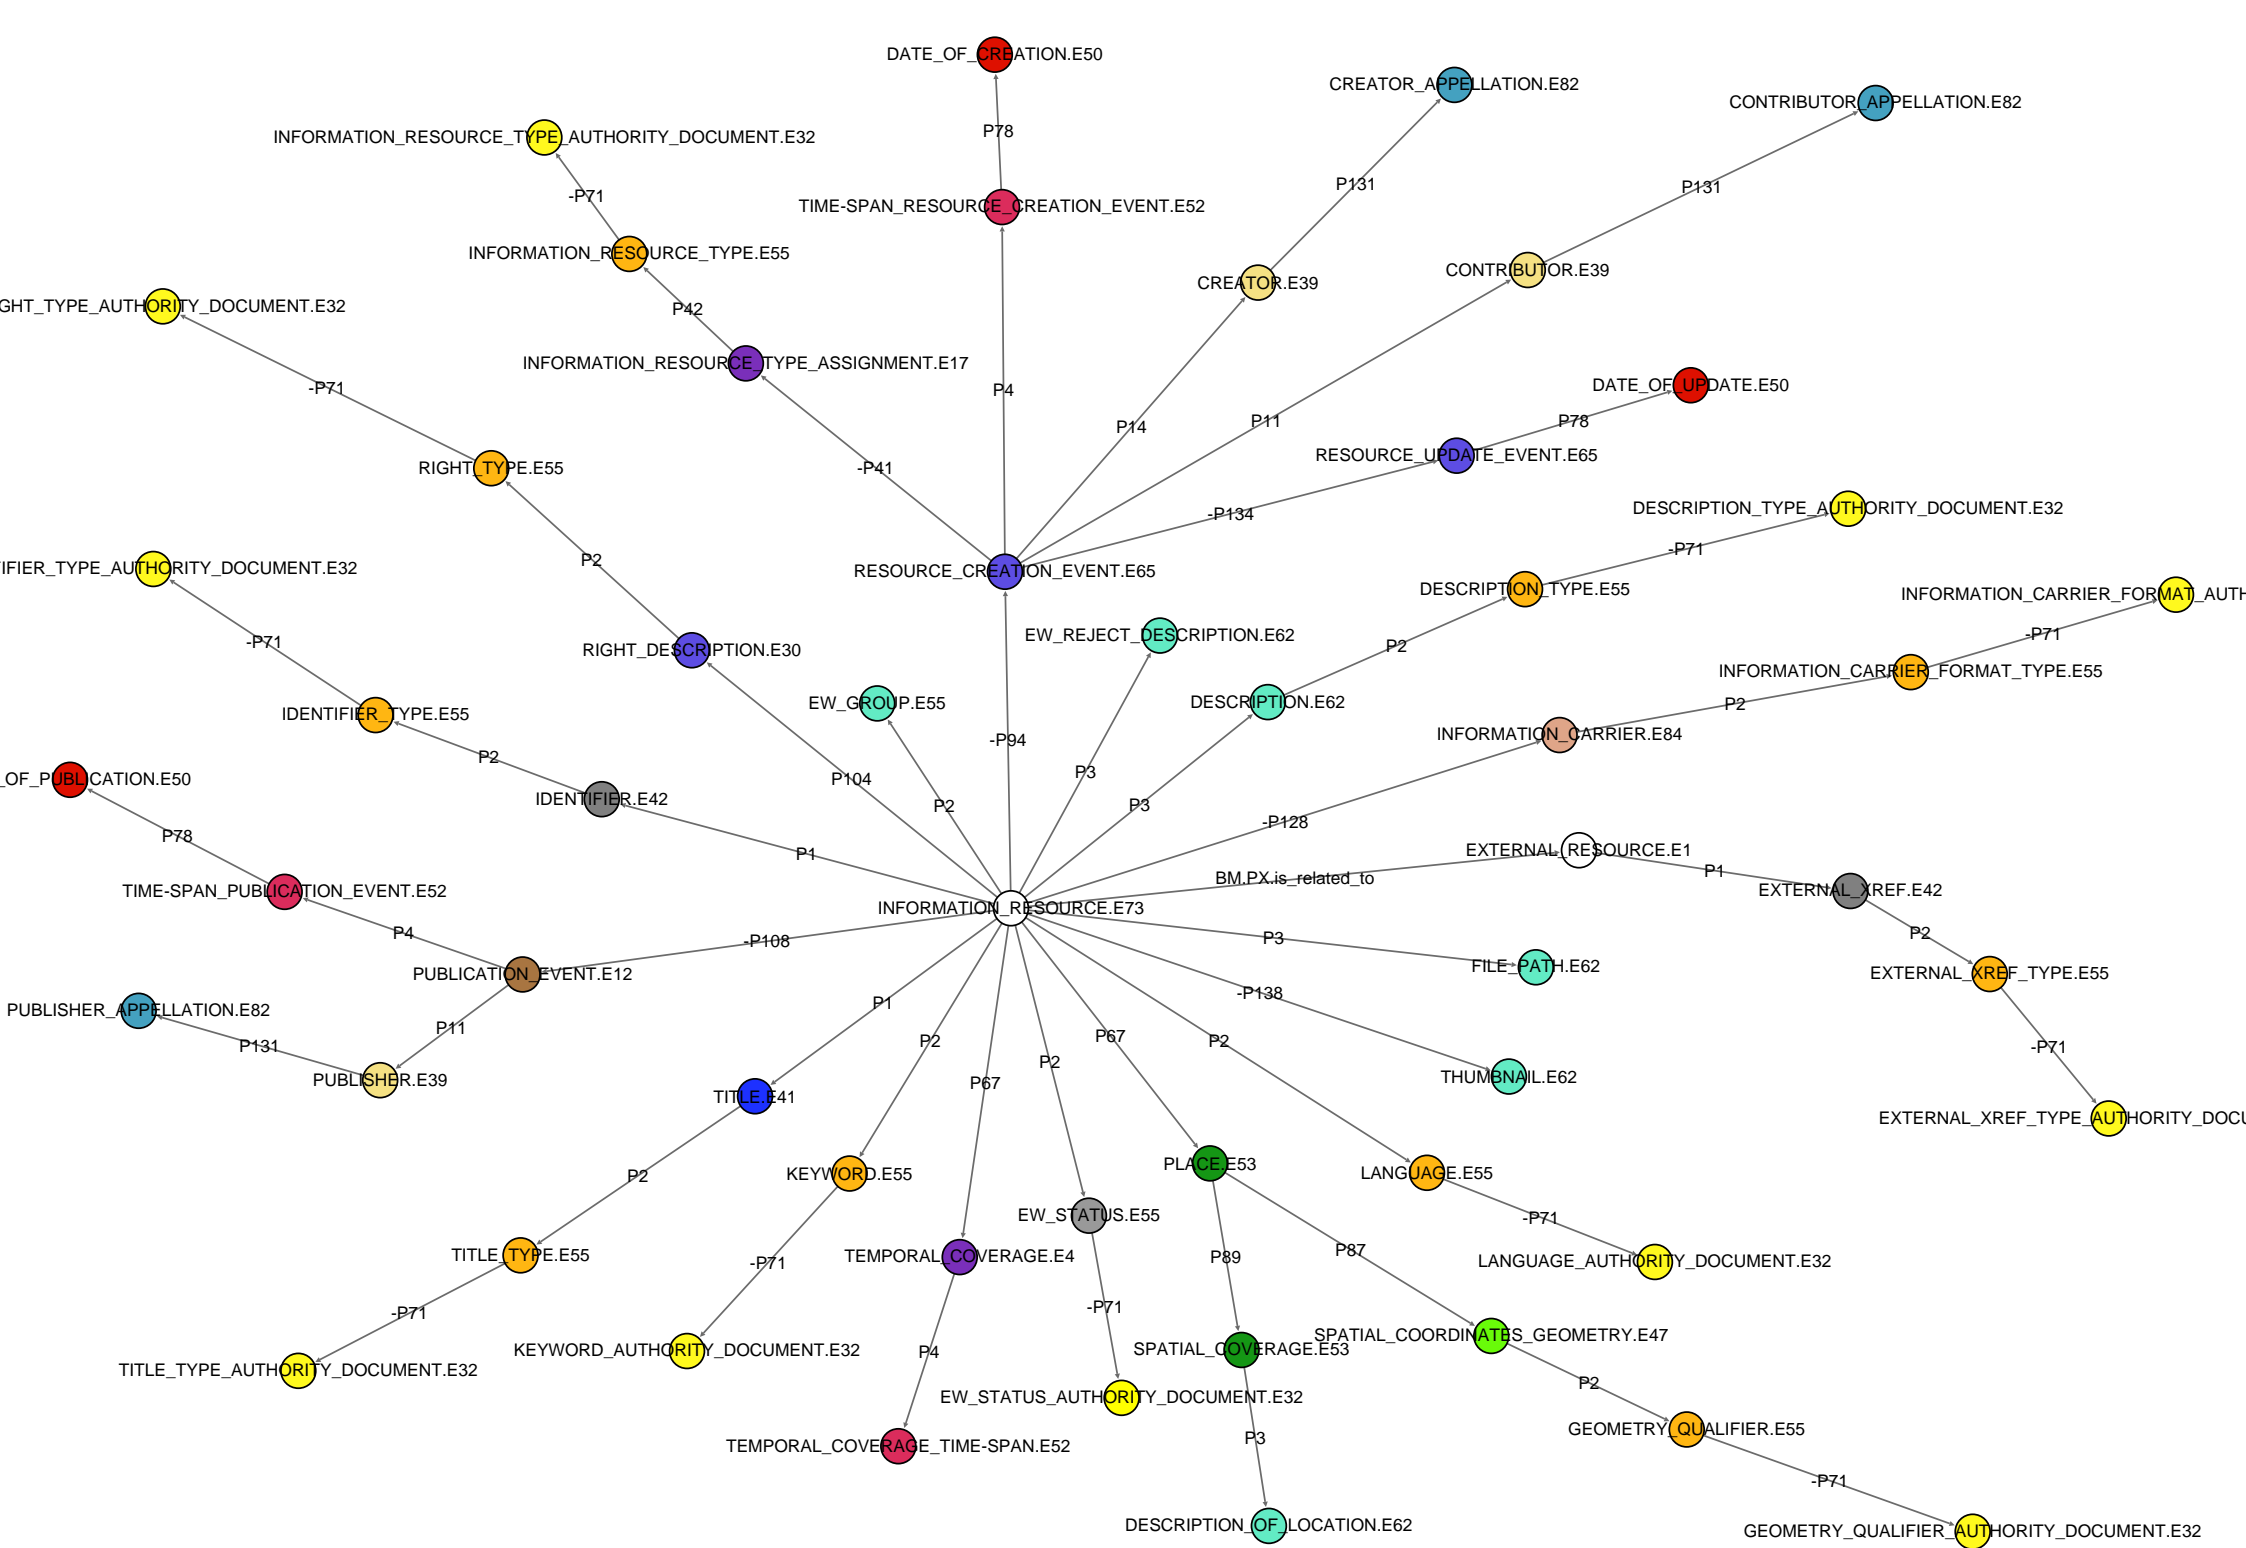 DATE_OF_CREATION.E50
CREATOR_APPELLATION.E82
CONTRIBUTOR_APPELLATION.E82
P78
INFORMATION_RESOURCE_TYPE_AUTHORITY_DOCUMENT.E32
P131
P131
-P71
TIME-SPAN_RESOURCE_CREATION_EVENT.E52
INFORMATION_RESOURCE_TYPE.E55
CONTRIBUTOR.E39
CREATOR.E39
GHT_TYPE_AUTHORITY_DOCUMENT.E32
P42
INFORMATION_RESOURCE_TYPE_ASSIGNMENT.E17
-P71
P4
DATE_OF_UPDATE.E50
P14
P11
P78
RESOURCE_UPDATE_EVENT.E65
RIGHT_TYPE.E55
-P41
-P134
DESCRIPTION_TYPE_AUTHORITY_DOCUMENT.E32
-P71
P2
IFIER_TYPE_AUTHORITY_DOCUMENT.E32
RESOURCE_CREATION_EVENT.E65
DESCRIPTION_TYPE.E55
INFORMATION_CARRIER_FORMAT_AUTH
-P71
EW_REJECT_DESCRIPTION.E62
-P71
RIGHT_DESCRIPTION.E30
P2
INFORMATION_CARRIER_FORMAT_TYPE.E55
EW_GROUP.E55
DESCRIPTION.E62
P2
IDENTIFIER_TYPE.E55
-P94
INFORMATION_CARRIER.E84
P2
P3
_OF_PUBLICATION.E50
P104
IDENTIFIER.E42
P2
P3
-P128
P78
P1
EXTERNAL_RESOURCE.E1
P1
BM.PX.is_related_to
TIME-SPAN_PUBLICATION_EVENT.E52
EXTERNAL_XREF.E42
INFORMATION_RESOURCE.E73
P4
-P108
P3
P2
PUBLICATION_EVENT.E12
FILE_PATH.E62
EXTERNAL_XREF_TYPE.E55
-P138
P1
PUBLISHER_APPELLATION.E82
P11
P131
P2
P67
P2
P2
-P71
PUBLISHER.E39
P67
THUMBNAIL.E62
TITLE.E41
EXTERNAL_XREF_TYPE_AUTHORITY_DOCU
P2
KEYWORD.E55
PLACE.E53
LANGUAGE.E55
EW_STATUS.E55
-P71
TITLE_TYPE.E55
-P71
TEMPORAL_COVERAGE.E4
P89
P87
LANGUAGE_AUTHORITY_DOCUMENT.E32
-P71
-P71
SPATIAL_COORDINATES_GEOMETRY.E47
KEYWORD_AUTHORITY_DOCUMENT.E32
P4
SPATIAL_COVERAGE.E53
TITLE_TYPE_AUTHORITY_DOCUMENT.E32
P2
EW_STATUS_AUTHORITY_DOCUMENT.E32
GEOMETRY_QUALIFIER.E55
TEMPORAL_COVERAGE_TIME-SPAN.E52
P3
-P71
DESCRIPTION_OF_LOCATION.E62
GEOMETRY_QUALIFIER_AUTHORITY_DOCUMENT.E32